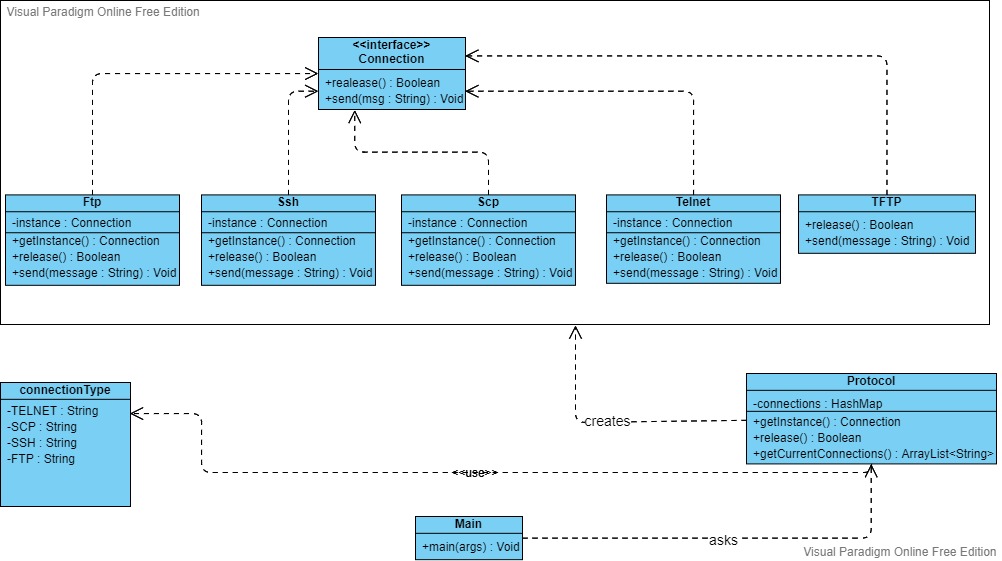 Visual Paradigm Online Free Edition
<<interface>>
Connection
+realease() : Boolean
+send(msg : String) : Void
Ftp
-instance : Connection
+getInstance() : Connection
+release() : Boolean
+send(message : String) : Void
Ssh
-instance : Connection
+getInstance() : Connection
+release() : Boolean
+send(message : String) : Void
Scp
-instance : Connection
+getInstance() : Connection
+release() : Boolean
+send(message : String) : Void
Telnet
-instance : Connection
+getInstance() : Connection
+release() : Boolean
+send(message : String) : Void
TFTP
+release() : Boolean
+send(message : String) : Void
connectionType
-TELNET : String
-SCP : String
-SSH : String
-FTP : String
creates
Protocol
-connections : HashMap
+getInstance() : Connection
+release() : Boolean
+getCurrentConnections() : ArrayList<String>
<<use>>
Main
+main(args) : Void
asks
Visual Paradigm Online Free Edition